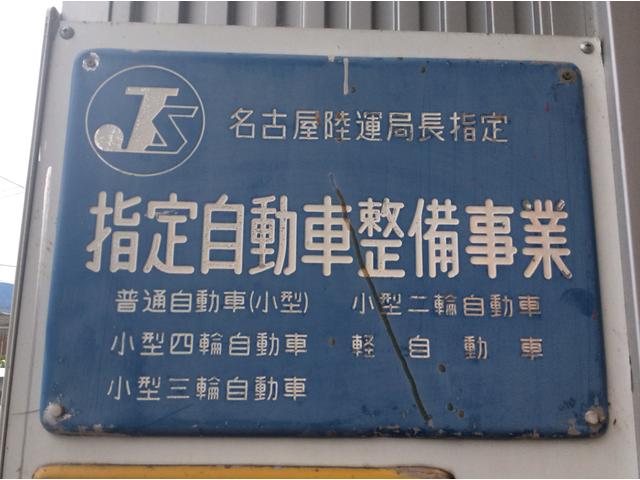 JS
名古屋陸運局長指定
指定自動車整備事業
普通自動車(小型) 小型二輪自動車
小型四輪自動車 軽自動車
小型三輪自動車